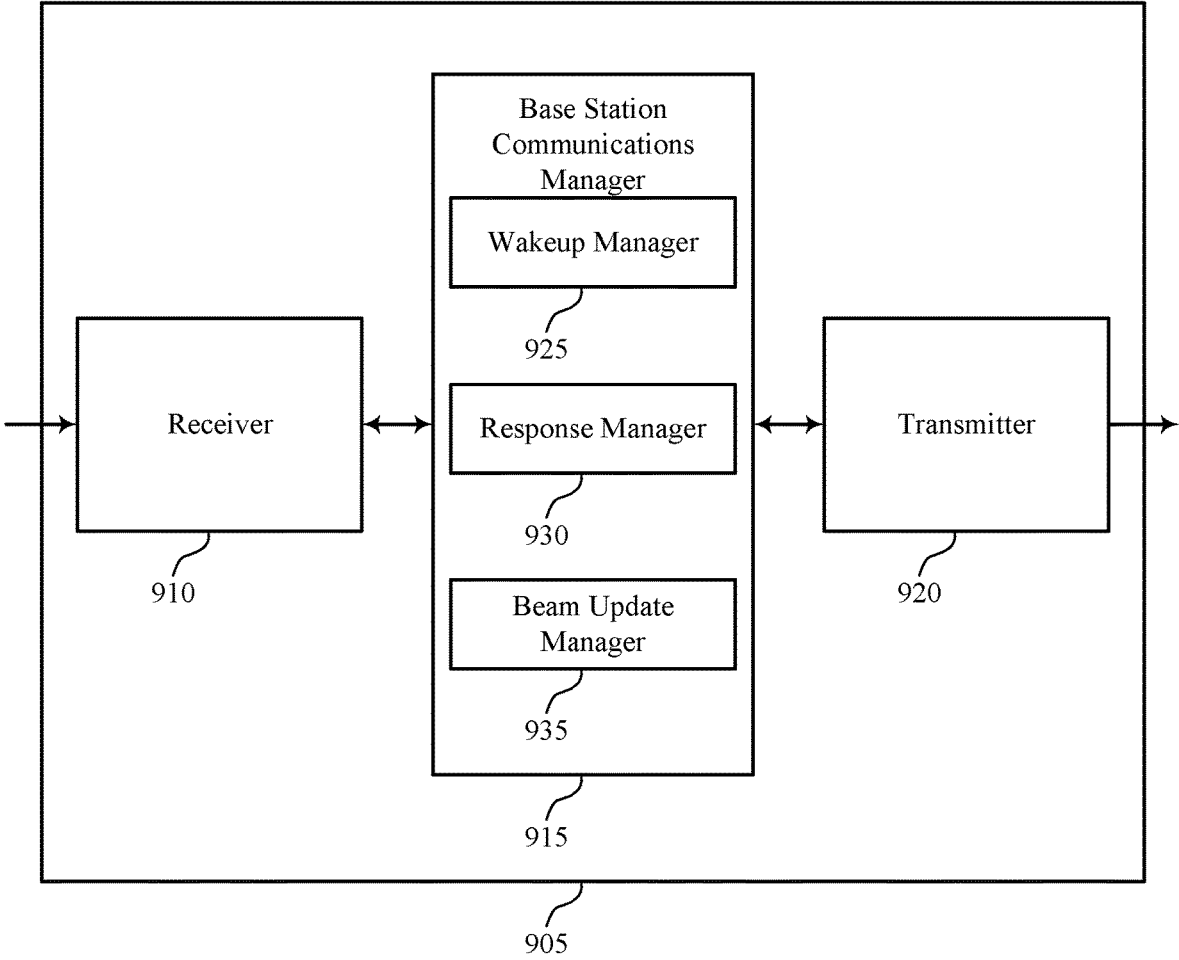 Base Station
Communications
Manager
Wakeup Manager
925
Receiver
910
Response Manager
930
Transmitter
920
Beam Update
Manager
935
915
905